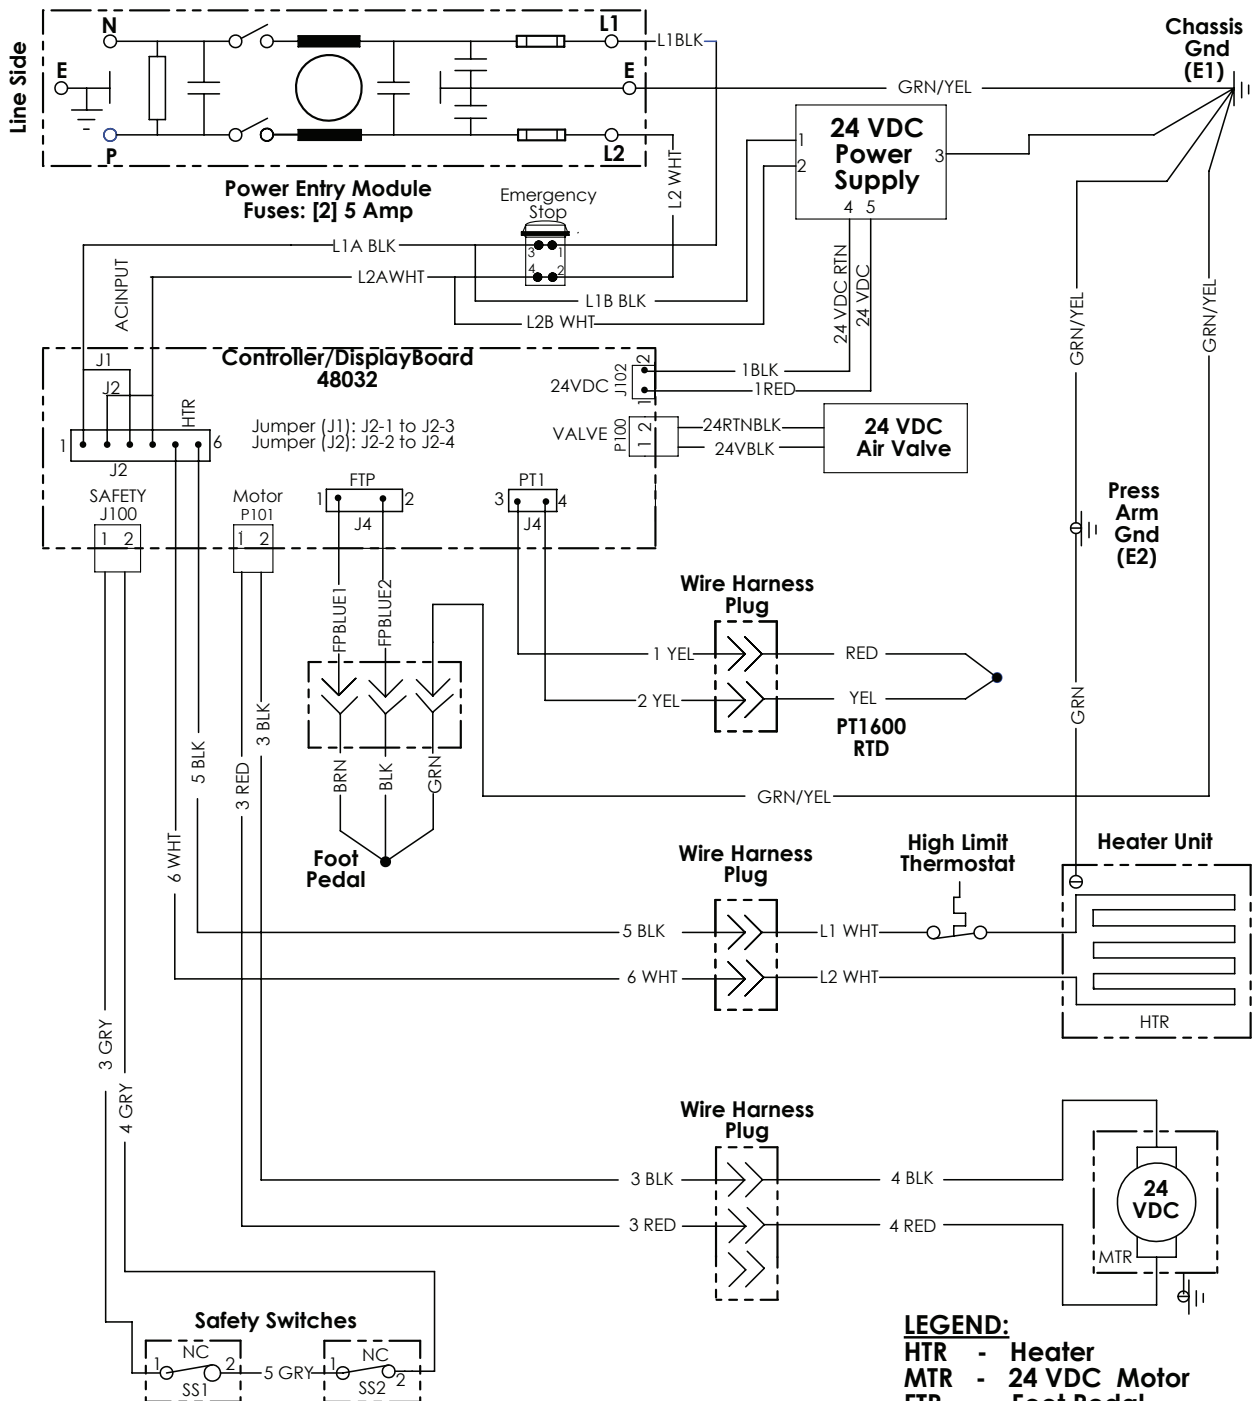 N
L1
L1BLK
Chassis
Gnd
(E1)
Line Side
E
E
GRN/YEL
P
L2
L2 WHT
24 VDC
Power
Supply
1
2
3
4 5
Power Entry Module
Fuses: [2] 5 Amp
Emergency
Stop
3 1
4 2
L1A BLK
L2AWHT
L1B BLK
L2B WHT
ACINPUT
24 VDC RTN
24 VDC
GRN/YEL
GRN/YEL
Controller/DisplayBoard
48032
J1
J2
HTR
1
6
J2
Jumper (J1): J2-1 to J2-3
Jumper (J2): J2-2 to J2-4
24VDC
J102
2
1
1BLK
1RED
VALVE
P100
1 2
24RTNBLK
24VBLK
24 VDC
Air Valve
SAFETY
J100
1 2
Motor
P101
1 2
FTP
1
2
J4
PT1
3
4
J4
Press
Arm
Gnd
(E2)
FPBLUE1
FPBLUE2
Wire Harness
Plug
1 YEL
RED
2 YEL
YEL
PT1600
RTD
GRN
5 BLK
3 BLK
3 RED
BRN
BLK
GRN
GRN/YEL
6 WHT
Foot
Pedal
Wire Harness
Plug
High Limit
Thermostat
Heater Unit
5 BLK
L1 WHT
6 WHT
L2 WHT
HTR
3 GRY
4 GRY
Wire Harness
Plug
3 BLK
4 BLK
3 RED
4 RED
24
VDC
MTR
Safety Switches
1
NC
2
SS1
5 GRY
1
NC
2
SS2
LEGEND:
HTR - Heater
MTR - 24 VDC Motor